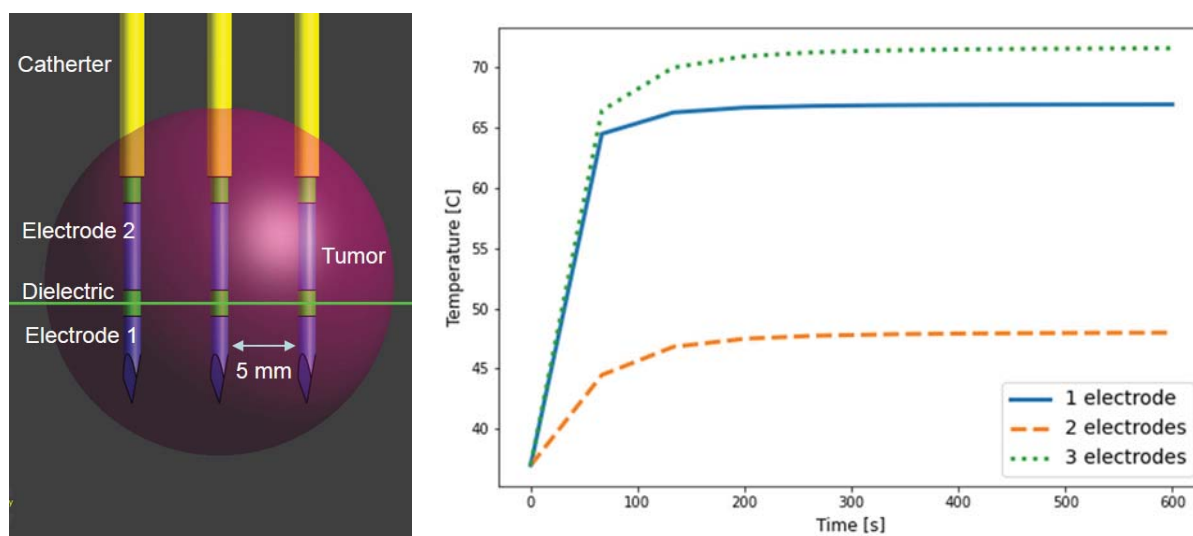 Catherter
Electrode 2
Tumor
Dielectric
Electrode 1
5 mm
y
Temperature [C]
70
65
60
55
50
45
40
1 electrode
2 electrodes
3 electrodes
0
100
200
300
400
500
600
Time [s]